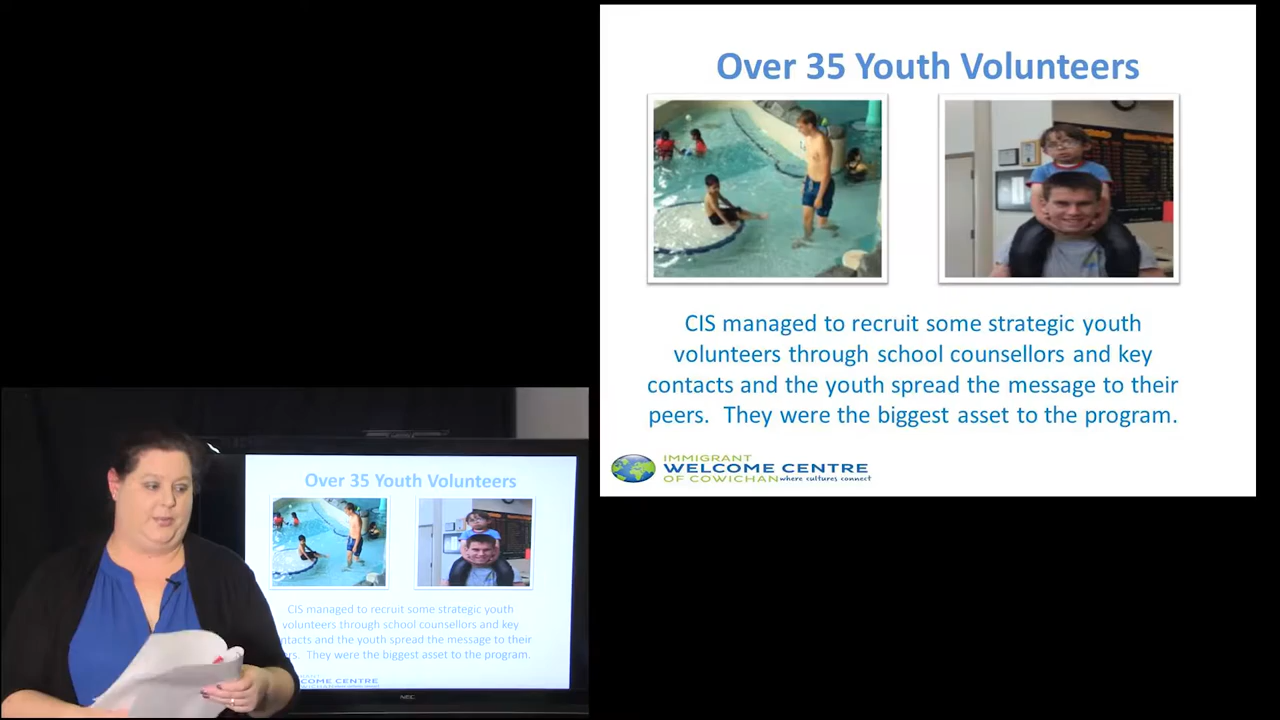 Over 35 Youth Volunteers
CIS managed to recruit some strategic youth
volunteers through school counsellors and key
contacts and the youth spread the message to their
peers.  They were the biggest asset to the program.
IMMIGRANT
WELCOME CENTRE
OF COWICHAN where cultures connect
Over 35 Youth Volunteers
CIS managed to recruit some strategic youth
volunteers through school counsellors and key
and the youth spread the message to their
They were the biggest asset to the program.
WELCOME CENTRE
NEC